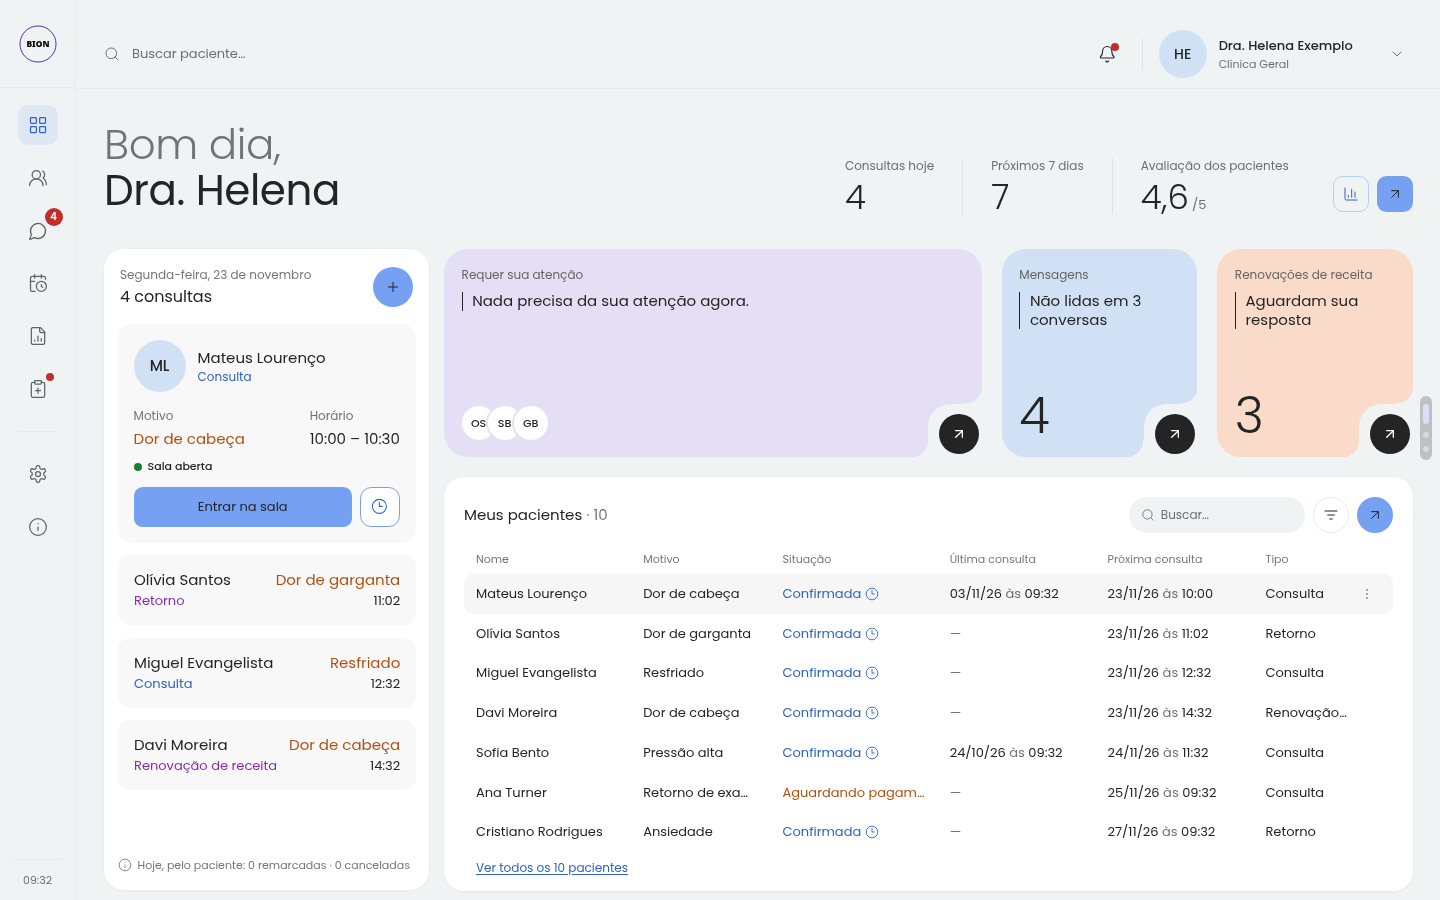 BION
Buscar paciente...
HE
Dra. Helena Exemplo
Clínica Geral
4
09:32
Bom dia,
Dra. Helena
Consultas hoje
4
Próximos 7 dias
7
Avaliação dos pacientes
4,6 /5
Segunda-feira, 23 de novembro
4 consultas
ML
Mateus Lourenço
Consulta
Motivo
Horário
Dor de cabeça
10:00 – 10:30
Sala aberta
Entrar na sala
Olívia Santos
Dor de garganta
Retorno
11:02
Miguel Evangelista
Resfriado
Consulta
12:32
Davi Moreira
Dor de cabeça
Renovação de receita
14:32
Hoje, pelo paciente: 0 remarcadas · 0 canceladas
Requer sua atenção
Nada precisa da sua atenção agora.
OS
SB
GB
Mensagens
Não lidas em 3
conversas
4
Renovações de receita
Aguardam sua
resposta
3
Meus pacientes · 10
Buscar...
Nome Motivo Situação Última consulta Próxima consulta Tipo
Mateus Lourenço Dor de cabeça Confirmada 03/11/26 às 09:32 23/11/26 às 10:00 Consulta
Olívia Santos Dor de garganta Confirmada — 23/11/26 às 11:02 Retorno
Miguel Evangelista Resfriado Confirmada — 23/11/26 às 12:32 Consulta
Davi Moreira Dor de cabeça Confirmada — 23/11/26 às 14:32 Renovação...
Sofia Bento Pressão alta Confirmada 24/10/26 às 09:32 24/11/26 às 11:32 Consulta
Ana Turner Retorno de exa... Aguardando pagam... — 25/11/26 às 09:32 Consulta
Cristiano Rodrigues Ansiedade Confirmada — 27/11/26 às 09:32 Retorno
Ver todos os 10 pacientes